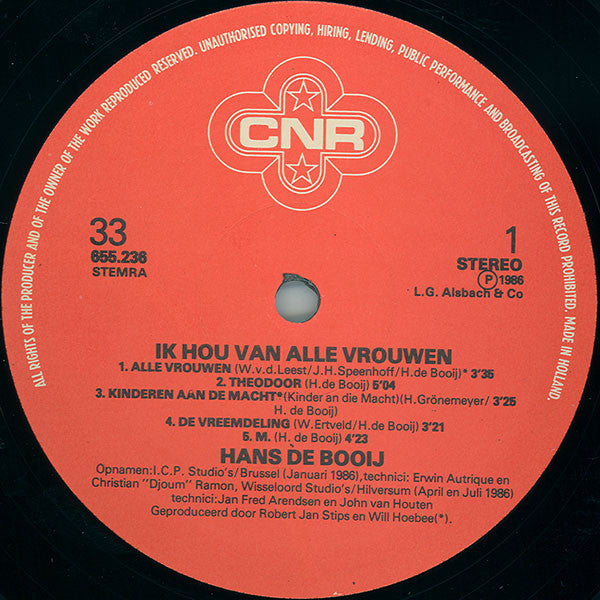 ALL RIGHTS OF THE PRODUCER AND OF THE OWNER OF THE WORK REPRODUCED RESERVED. UNAUTHORISED COPYING, HIRING, LENDING, PUBLIC PERFORMANCE AND BROADCASTING OF THIS RECORD PROHIBITED. MADE IN HOLLAND.
CNR
33
655.236
STEMRA
1
STEREO
Ⓟ 1986
L.G. Alsbach & Co
IK HOU VAN ALLE VROUWEN
1. ALLE VROUWEN (W.v.d.Leest/J.H.Speenhoff/H.de Booij)* 3'35
2. THEODOOR (H.de Booij) 5'04
3. KINDEREN AAN DE MACHT*(Kinder an die Macht)(H.Grönemeyer/ 3'25
H. de Booij)
4. DE VREEMDELING (W. Ertveld/H.de Booij) 3'21
5. M. (H. de Booij) 4'23
HANS DE BOOIJ
Opnamen:I.C.P. Studio's/Brussel (Januari 1986),technici: Erwin Autrique en
Christian "Djoum" Ramon, Wisseloord Studio's/Hilversum (April en Juli 1986)
technici:Jan Fred Arendsen en John van Houten
Geproduceerd door Robert Jan Stips en Will Hoebee(*).